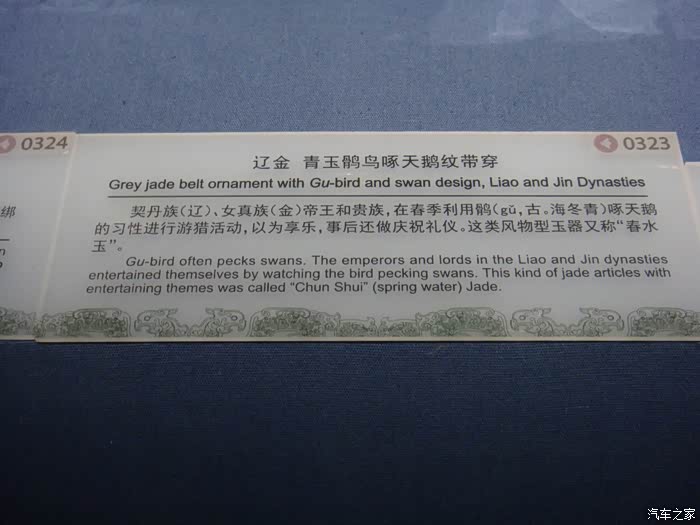 0324
0323
辽金 青玉鹘鸟啄天鹅纹带穿
Grey jade belt ornament with Gu-bird and swan design, Liao and Jin Dynasties
契丹族(辽)、女真族(金)帝王和贵族,在春季利用鹘(gǔ,古。海冬青)啄天鹅
的习性进行游猎活动,以为享乐,事后还做庆祝礼仪。这类风物型玉器又称“春水
玉”。
Gu-bird often pecks swans. The emperors and lords in the Liao and Jin dynasties
entertained themselves by watching the bird pecking swans. This kind of jade articles with
entertaining themes was called “Chun Shui” (spring water) Jade.
绑
汽车之家